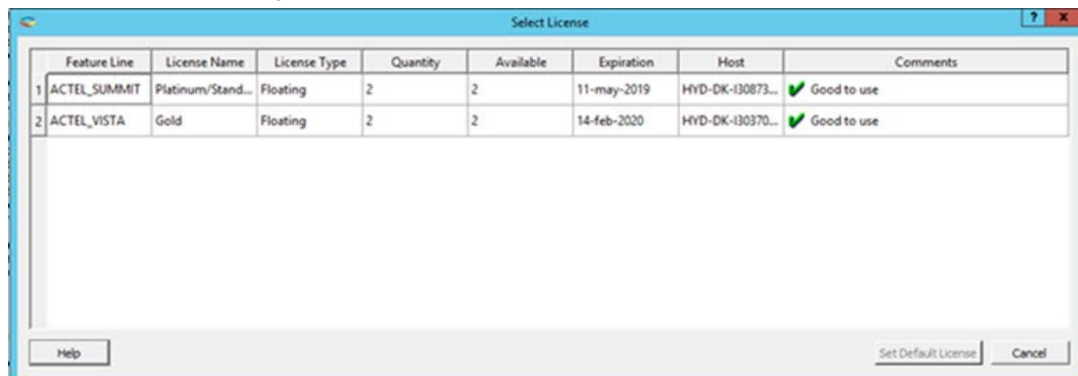 Select License ? X
Feature Line License Name License Type Quantity Available Expiration Host Comments
1 ACTEL_SUMMIT Platinum/Stand... Floating 2 2 11-may-2019 HYD-DK-I30873... Good to use
2 ACTEL_VISTA Gold Floating 2 2 14-feb-2020 HYD-DK-I30370... Good to use
Help Set Default License Cancel